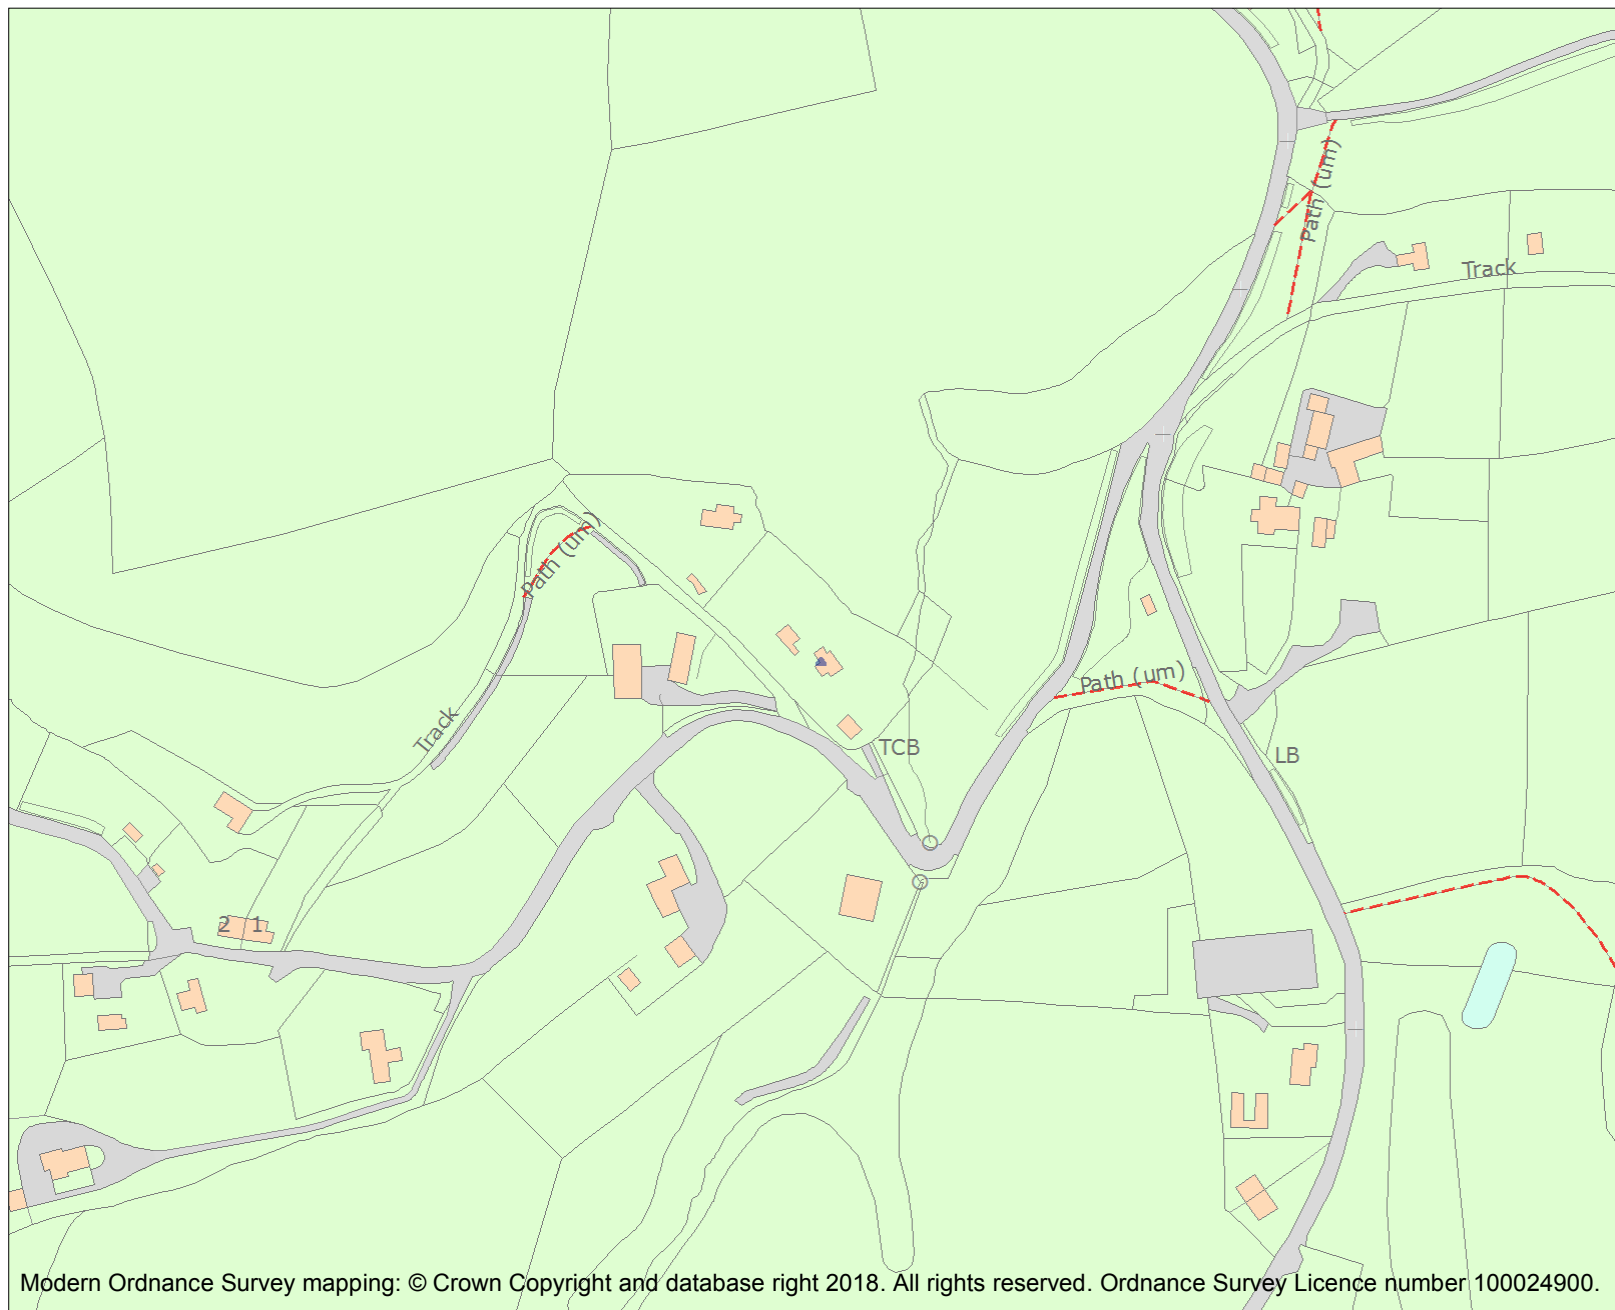 Path (um)
Track
Path (um)
Path (um)
Track
TCB
LB
2 1
Modern Ordnance Survey mapping: © Crown Copyright and database right 2018. All rights reserved. Ordnance Survey Licence number 100024900.